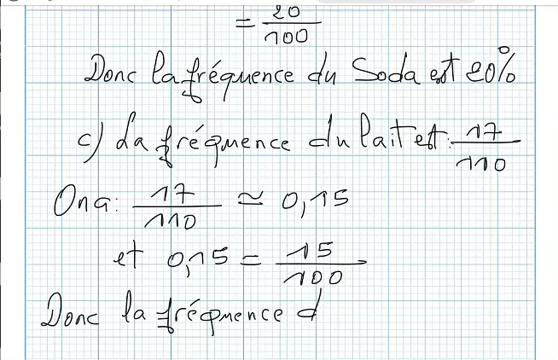 = 20/100
Donc la fréquence du Soda est 20%
c) La fréquence du lait est: 17/110
On a: 17/110 ≃ 0,15
et 0,15 = 15/100
Donc la fréquence d